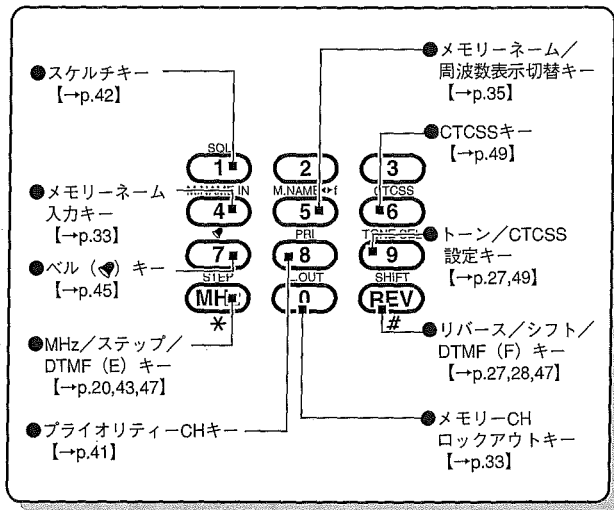 ●スケルチキー
【→p.42】
●メモリーネーム
入力キー
【→p.33】
●ベル（）キー
【→p.45】
●MHz／ステップ／
DTMF（E）キー
【→p.20,43,47】
●プライオリティーCHキー
【→p.41】
SQL
1
2
3
IN
M.NAME↔f
CTCSS
4
5
6
PRI
TONE SEL
7
8
9
STEP
L.OUT
SHIFT
MHz
0
REV
*
#
●メモリーネーム／
周波数表示切替キー
【→p.35】
●CTCSSキー
【→p.49】
●トーン／CTCSS
設定キー
【→p.27,49】
●リバース／シフト／
DTMF（F）キー
【→p.27,28,47】
●メモリーCH
ロックアウトキー
【→p.33】